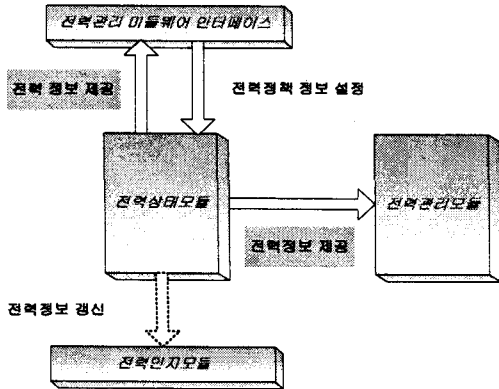 전력관리 미들웨어 인터페이스
전력 정보 제공
전력정책 정보 설정
전력상태모듈
전력관리모듈
전력정보 제공
전력정보 갱신
전력인지모듈